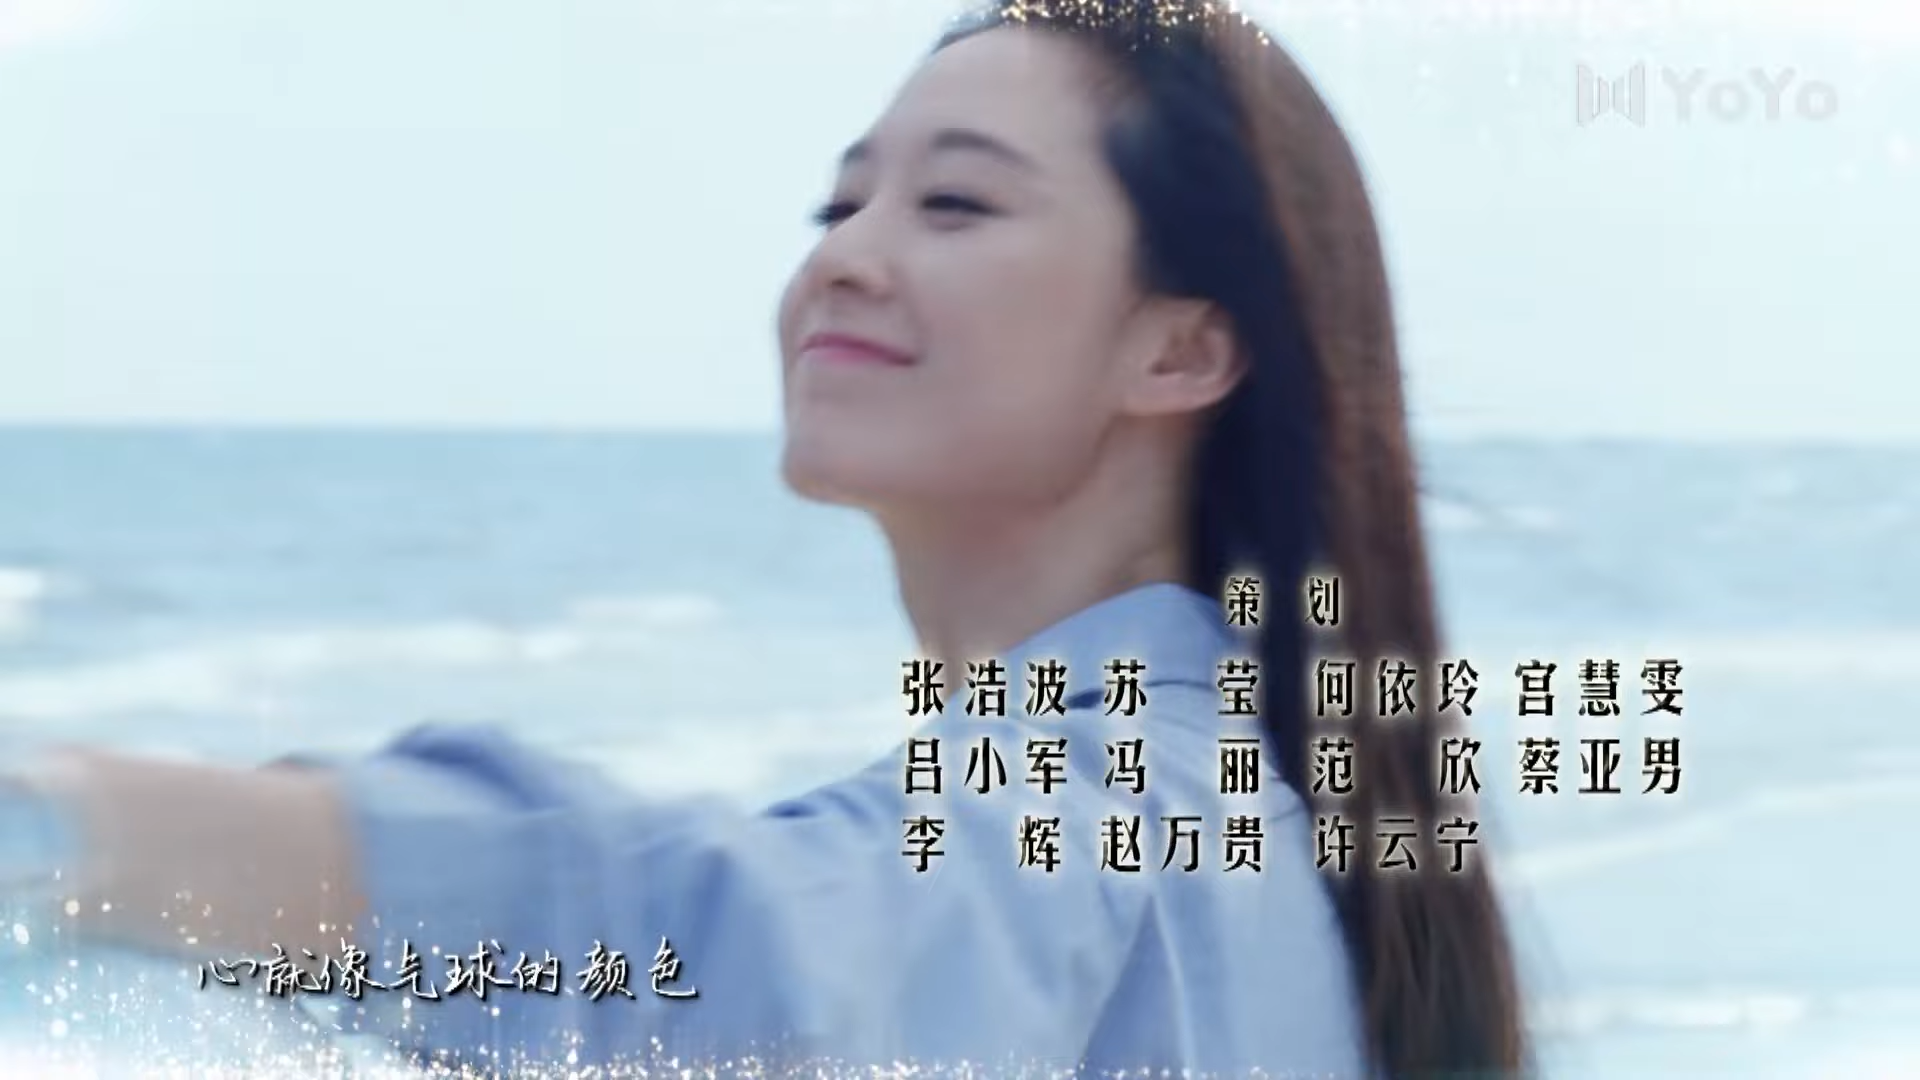 YoYo
策 划
张浩波 苏 莹 何依玲 宫慧雯
吕小军 冯 丽 范 欣 蔡亚男
李 辉 赵万贵 许云宁
心就像气球的颜色